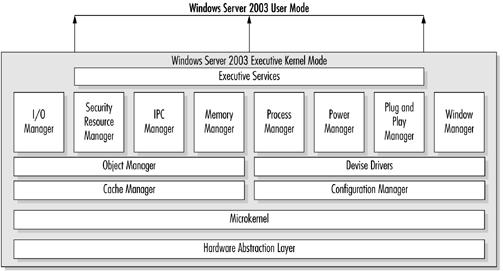 Windows Server 2003 User Mode
Windows Server 2003 Executive Kernel Mode
Executive Services
I/O Manager
Security Resource Manager
IPC Manager
Memory Manager
Process Manager
Power Manager
Plug and Play Manager
Window Manager
Object Manager
Devise Drivers
Cache Manager
Configuration Manager
Microkernel
Hardware Abstraction Layer